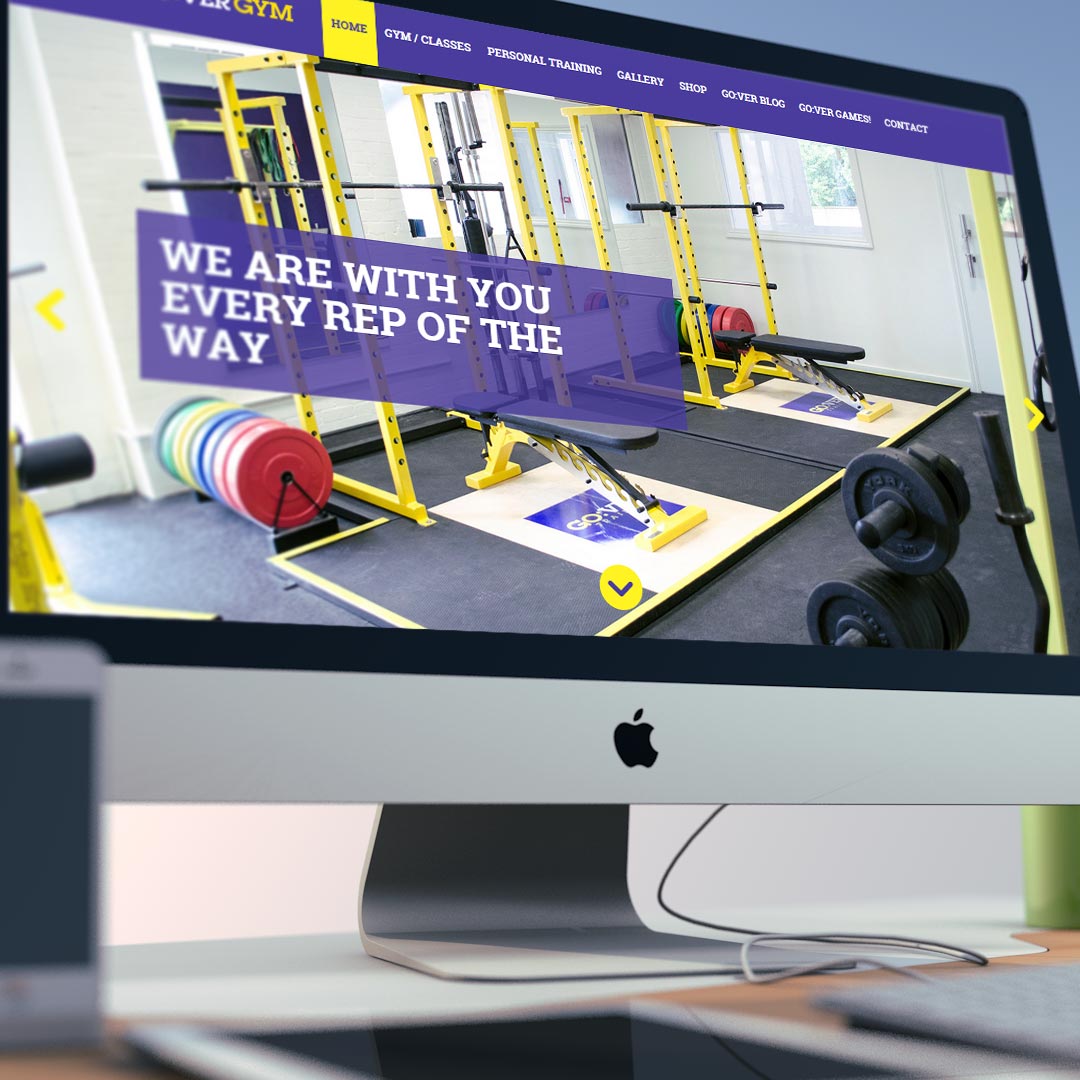 GYM
HOME
GYM / CLASSES
PERSONAL TRAINING
GALLERY
SHOP
GO:VER BLOG
GO:VER GAMES!
CONTACT
WE ARE WITH YOU
EVERY REP OF THE
WAY
YORK